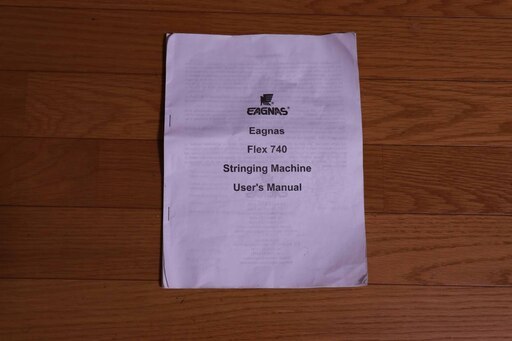 EAGNAS®
Eagnas
Flex 740
Stringing Machine
User's Manual